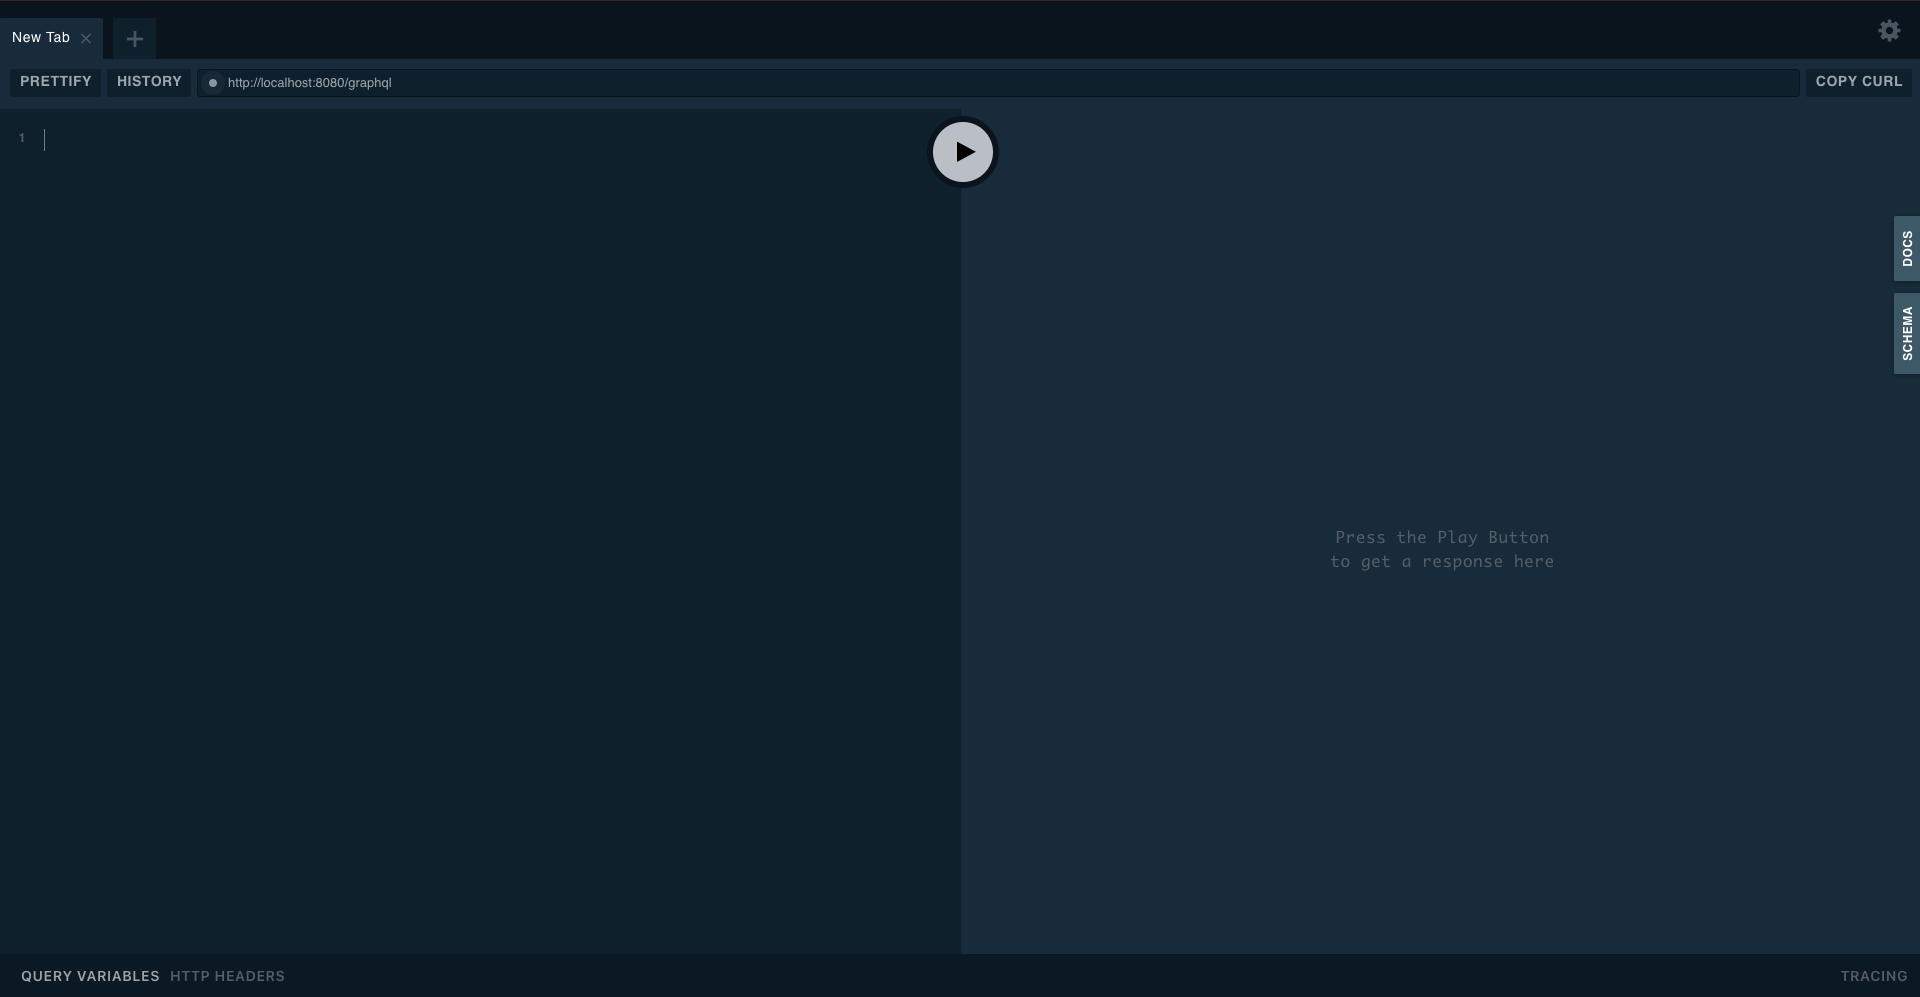 New Tab
PRETTIFY
HISTORY
http://localhost:8080/graphql
COPY CURL
1
DOCS
SCHEMA
Press the Play Button
to get a response here
QUERY VARIABLES
HTTP HEADERS
TRACING